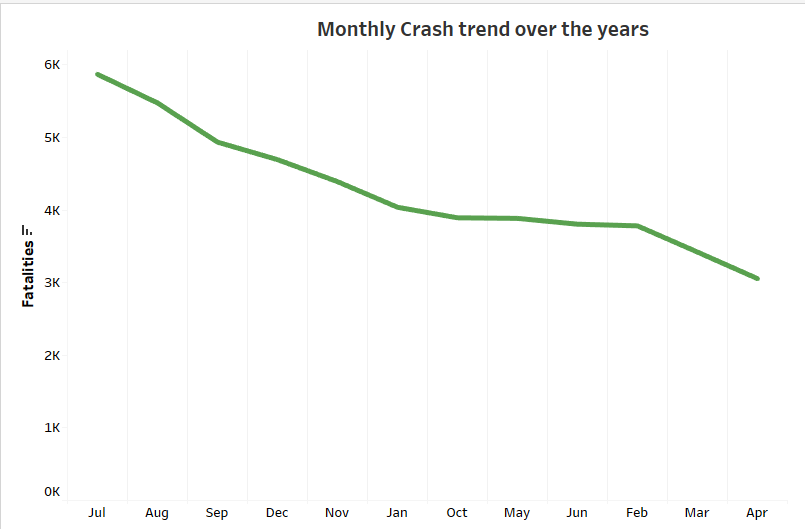 Monthly Crash trend over the years
6K
5K
4K
3K
2K
1K
0K
Fatalities
Jul Aug Sep Dec Nov Jan Oct May Jun Feb Mar Apr